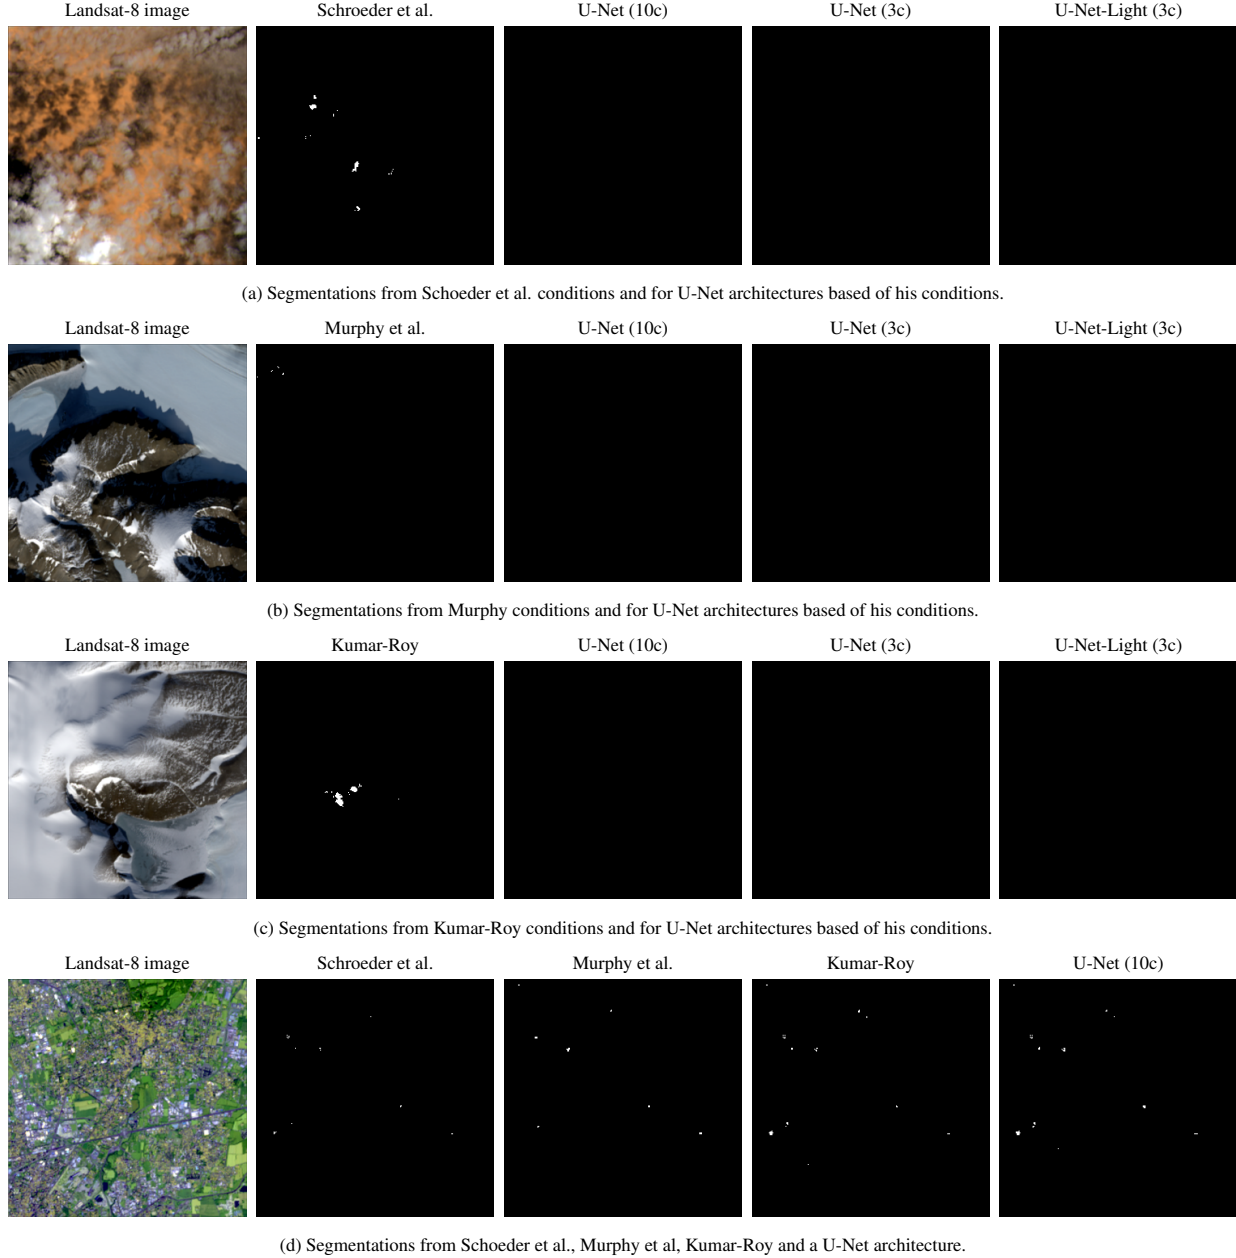 Landsat-8 image Schroeder et al. U-Net (10c) U-Net (3c) U-Net-Light (3c)
(a) Segmentations from Schoeder et al. conditions and for U-Net architectures based of his conditions.
Landsat-8 image Murphy et al. U-Net (10c) U-Net (3c) U-Net-Light (3c)
(b) Segmentations from Murphy conditions and for U-Net architectures based of his conditions.
Landsat-8 image Kumar-Roy U-Net (10c) U-Net (3c) U-Net-Light (3c)
(c) Segmentations from Kumar-Roy conditions and for U-Net architectures based of his conditions.
Landsat-8 image Schroeder et al. Murphy et al. Kumar-Roy U-Net (10c)
(d) Segmentations from Schoeder et al., Murphy et al, Kumar-Roy and a U-Net architecture.